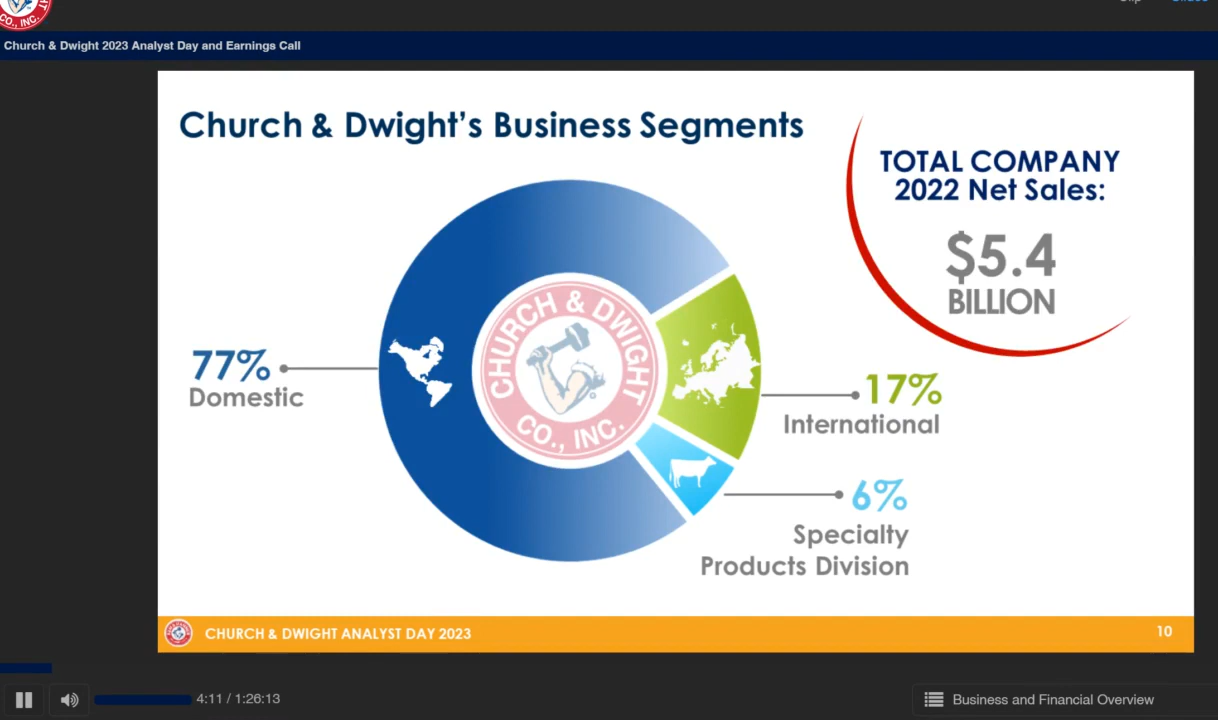 CO., INC.
Church & Dwight 2023 Analyst Day and Earnings Call
Church & Dwight's Business Segments
TOTAL COMPANY
2022 Net Sales:
$5.4
BILLION
CHURCH & DWIGHT
CO., INC.
77%
Domestic
17%
International
6%
Specialty
Products Division
CHURCH & DWIGHT ANALYST DAY 2023
10
4:11 / 1:26:13
Business and Financial Overview